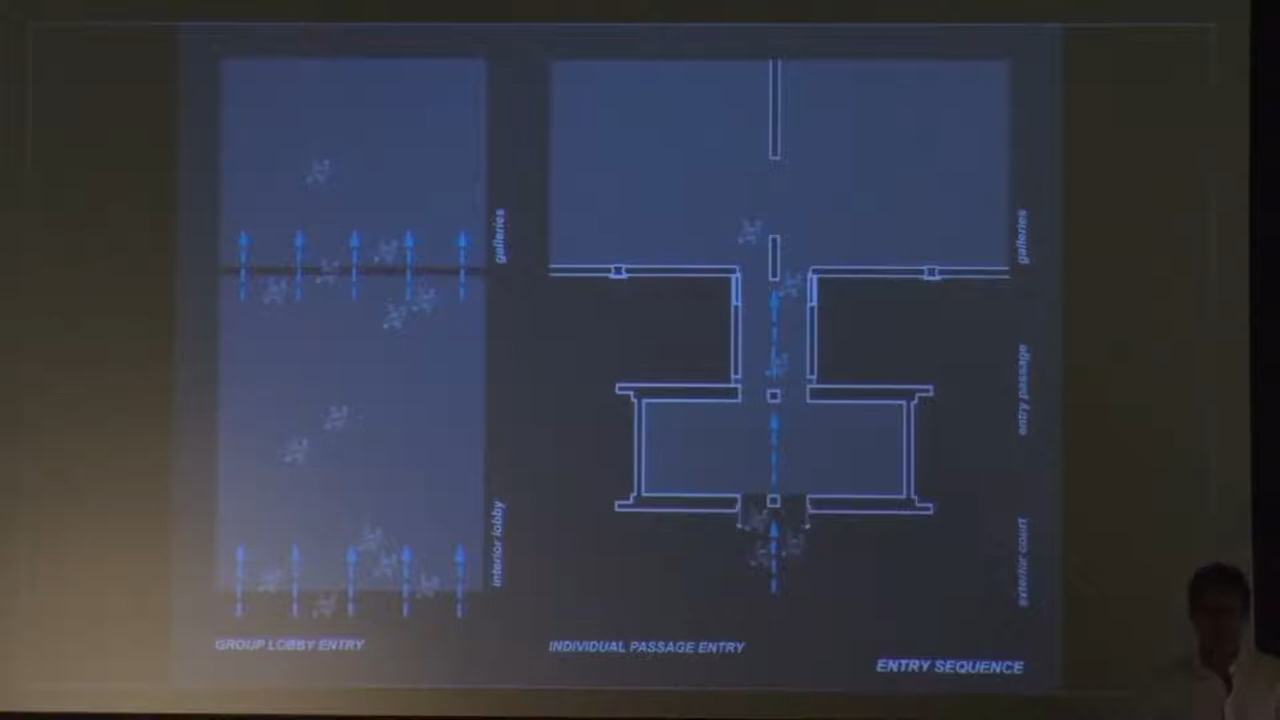 galleries
interior lobby
GROUP LOBBY ENTRY
galleries
entry passage
exterior court
INDIVIDUAL PASSAGE ENTRY
ENTRY SEQUENCE